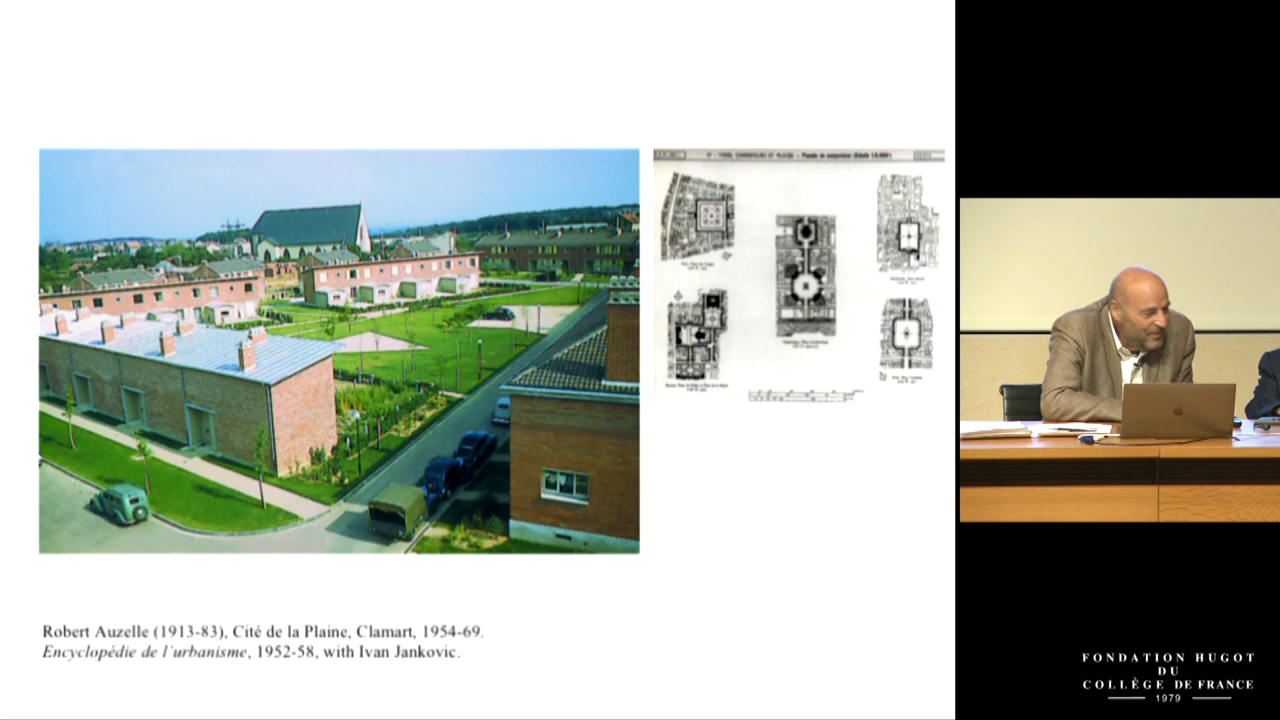 Robert Auzelle (1913-83), Cité de la Plaine, Clamart, 1954-69.
Encyclopédie de l'urbanisme, 1952-58, with Ivan Jankovic.
FONDATION HUGOT
DU
COLLÈGE DE FRANCE
1979